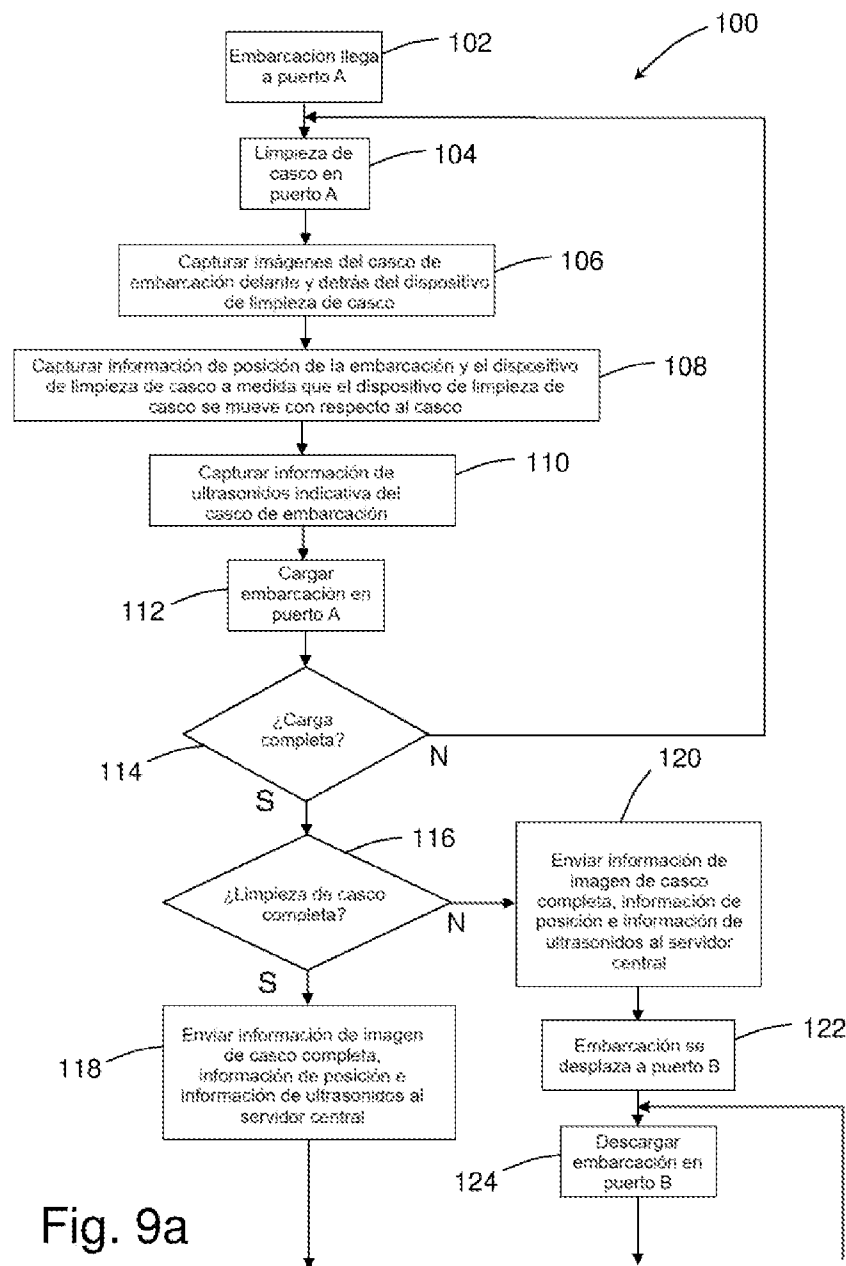 100
102
Embarcación llega
a puerto A
104
Limpieza de
casco en
puerto A
106
Capturar imágenes del casco de
embarcación delante y detrás del dispositivo
de limpieza de casco
108
Capturar información de posición de la embarcación y el dispositivo
de limpieza de casco a medida que el dispositivo de limpieza de
casco se mueve con respecto al casco
110
Capturar información de
ultrasonidos indicativa del
casco de embarcación
112
Cargar
embarcación en
puerto A
114
¿Carga
completa?
N
S
116
¿Limpieza de casco
completa?
N
S
120
Enviar información de
imagen de casco
completa, información de
posición e información de
ultrasonidos al servidor
central
118
Enviar información de imagen
de casco completa,
información de posición e
información de ultrasonidos al
servidor central
122
Embarcación se
desplaza a puerto B
124
Descargar
embarcación en
puerto B
Fig. 9a